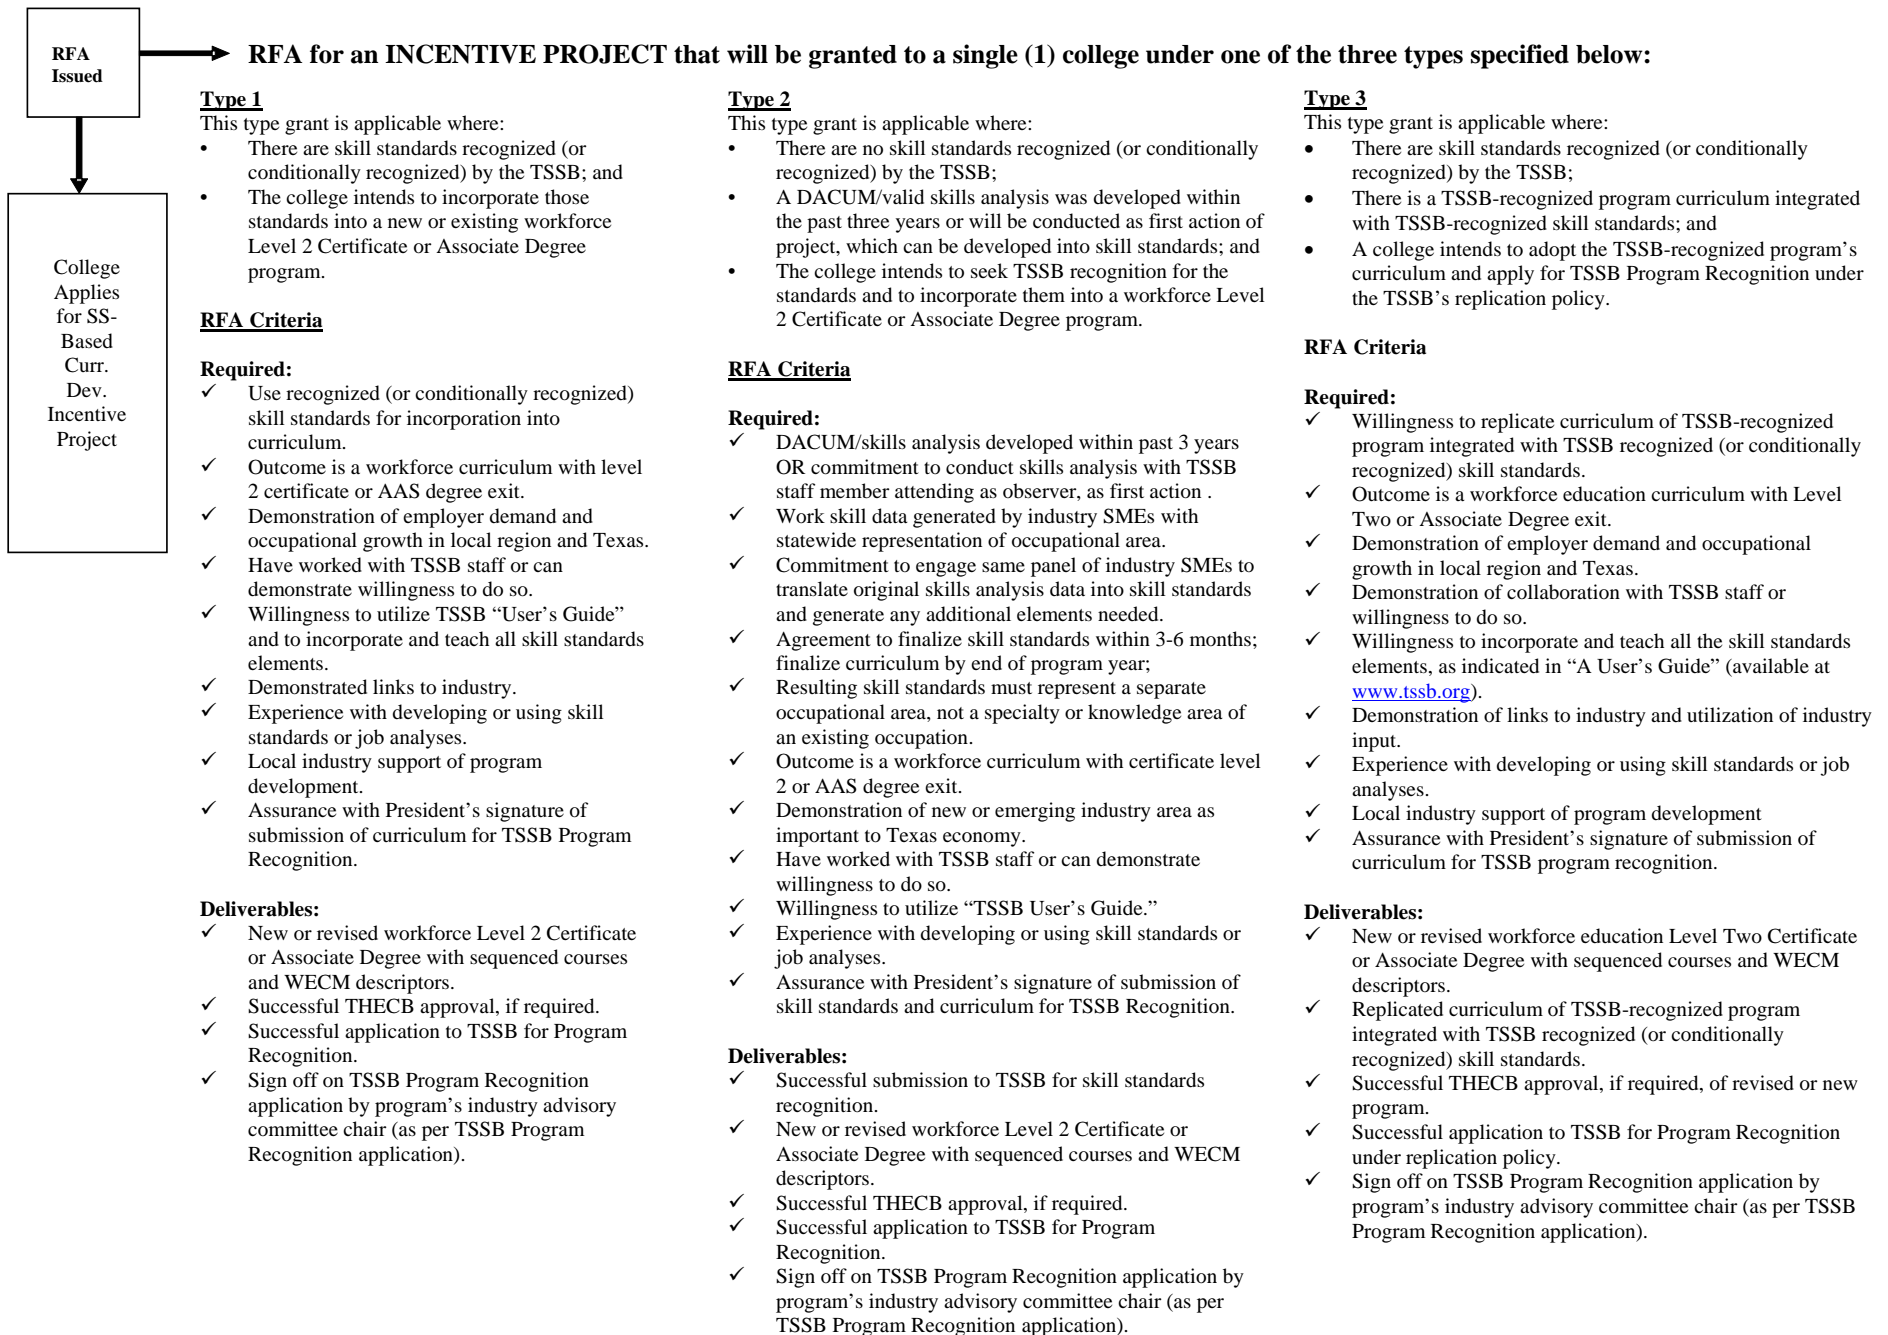 RFA
Issued
RFA for an INCENTIVE PROJECT that will be granted to a single (1) college under one of the three types specified below:
College
Applies
for SS-
Based
Curr.
Dev.
Incentive
Project
Type 1
This type grant is applicable where:
• There are skill standards recognized (or
conditionally recognized) by the TSSB; and
• The college intends to incorporate those
standards into a new or existing workforce
Level 2 Certificate or Associate Degree
program.
RFA Criteria
Required:
✓ Use recognized (or conditionally recognized)
skill standards for incorporation into
curriculum.
✓ Outcome is a workforce curriculum with level
2 certificate or AAS degree exit.
✓ Demonstration of employer demand and
occupational growth in local region and Texas.
✓ Have worked with TSSB staff or can
demonstrate willingness to do so.
✓ Willingness to utilize TSSB “User’s Guide”
and to incorporate and teach all skill standards
elements.
✓ Demonstrated links to industry.
✓ Experience with developing or using skill
standards or job analyses.
✓ Local industry support of program
development.
✓ Assurance with President’s signature of
submission of curriculum for TSSB Program
Recognition.
Deliverables:
✓ New or revised workforce Level 2 Certificate
or Associate Degree with sequenced courses
and WECM descriptors.
✓ Successful THECB approval, if required.
✓ Successful application to TSSB for Program
Recognition.
✓ Sign off on TSSB Program Recognition
application by program’s industry advisory
committee chair (as per TSSB Program
Recognition application).
Type 2
This type grant is applicable where:
• There are no skill standards recognized (or conditionally
recognized) by the TSSB;
• A DACUM/valid skills analysis was developed within
the past three years or will be conducted as first action of
project, which can be developed into skill standards; and
• The college intends to seek TSSB recognition for the
standards and to incorporate them into a workforce Level
2 Certificate or Associate Degree program.
RFA Criteria
Required:
✓ DACUM/skills analysis developed within past 3 years
OR commitment to conduct skills analysis with TSSB
staff member attending as observer, as first action .
✓ Work skill data generated by industry SMEs with
statewide representation of occupational area.
✓ Commitment to engage same panel of industry SMEs to
translate original skills analysis data into skill standards
and generate any additional elements needed.
✓ Agreement to finalize skill standards within 3-6 months;
finalize curriculum by end of program year;
✓ Resulting skill standards must represent a separate
occupational area, not a specialty or knowledge area of
an existing occupation.
✓ Outcome is a workforce curriculum with certificate level
2 or AAS degree exit.
✓ Demonstration of new or emerging industry area as
important to Texas economy.
✓ Have worked with TSSB staff or can demonstrate
willingness to do so.
✓ Willingness to utilize “TSSB User’s Guide.”
✓ Experience with developing or using skill standards or
job analyses.
✓ Assurance with President’s signature of submission of
skill standards and curriculum for TSSB Recognition.
Deliverables:
✓ Successful submission to TSSB for skill standards
recognition.
✓ New or revised workforce Level 2 Certificate or
Associate Degree with sequenced courses and WECM
descriptors.
✓ Successful THECB approval, if required.
✓ Successful application to TSSB for Program
Recognition.
✓ Sign off on TSSB Program Recognition application by
program’s industry advisory committee chair (as per
TSSB Program Recognition application).
Type 3
This type grant is applicable where:
• There are skill standards recognized (or conditionally
recognized) by the TSSB;
• There is a TSSB-recognized program curriculum integrated
with TSSB-recognized skill standards; and
• A college intends to adopt the TSSB-recognized program’s
curriculum and apply for TSSB Program Recognition under
the TSSB’s replication policy.
RFA Criteria
Required:
✓ Willingness to replicate curriculum of TSSB-recognized
program integrated with TSSB recognized (or conditionally
recognized) skill standards.
✓ Outcome is a workforce education curriculum with Level
Two or Associate Degree exit.
✓ Demonstration of employer demand and occupational
growth in local region and Texas.
✓ Demonstration of collaboration with TSSB staff or
willingness to do so.
✓ Willingness to incorporate and teach all the skill standards
elements, as indicated in “A User’s Guide” (available at
www.tssb.org).
✓ Demonstration of links to industry and utilization of industry
input.
✓ Experience with developing or using skill standards or job
analyses.
✓ Local industry support of program development
✓ Assurance with President’s signature of submission of
curriculum for TSSB program recognition.
Deliverables:
✓ New or revised workforce education Level Two Certificate
or Associate Degree with sequenced courses and WECM
descriptors.
✓ Replicated curriculum of TSSB-recognized program
integrated with TSSB recognized (or conditionally
recognized) skill standards.
✓ Successful THECB approval, if required, of revised or new
program.
✓ Successful application to TSSB for Program Recognition
under replication policy.
✓ Sign off on TSSB Program Recognition application by
program’s industry advisory committee chair (as per TSSB
Program Recognition application).